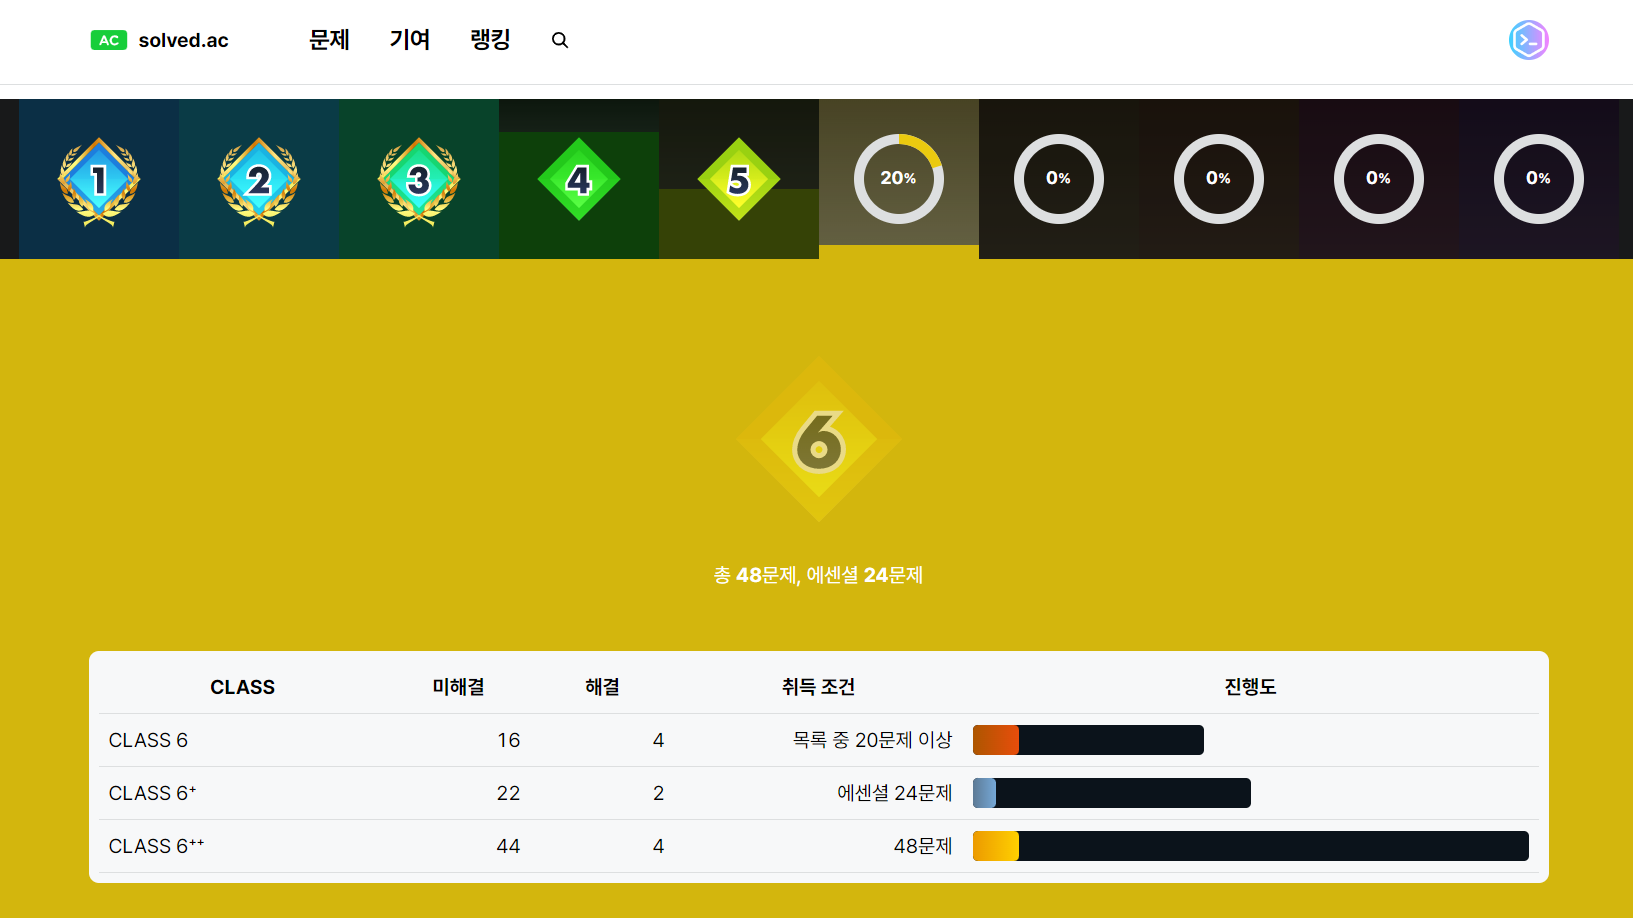 AC solved.ac 문제 기여 랭킹
1 2 3 4 5 20% 0% 0% 0% 0%
6
총 48문제, 에센셜 24문제
CLASS 미해결 해결 취득 조건 진행도
CLASS 6 16 4 목록 중 20문제 이상
CLASS 6+ 22 2 에센셜 24문제
CLASS 6++ 44 4 48문제